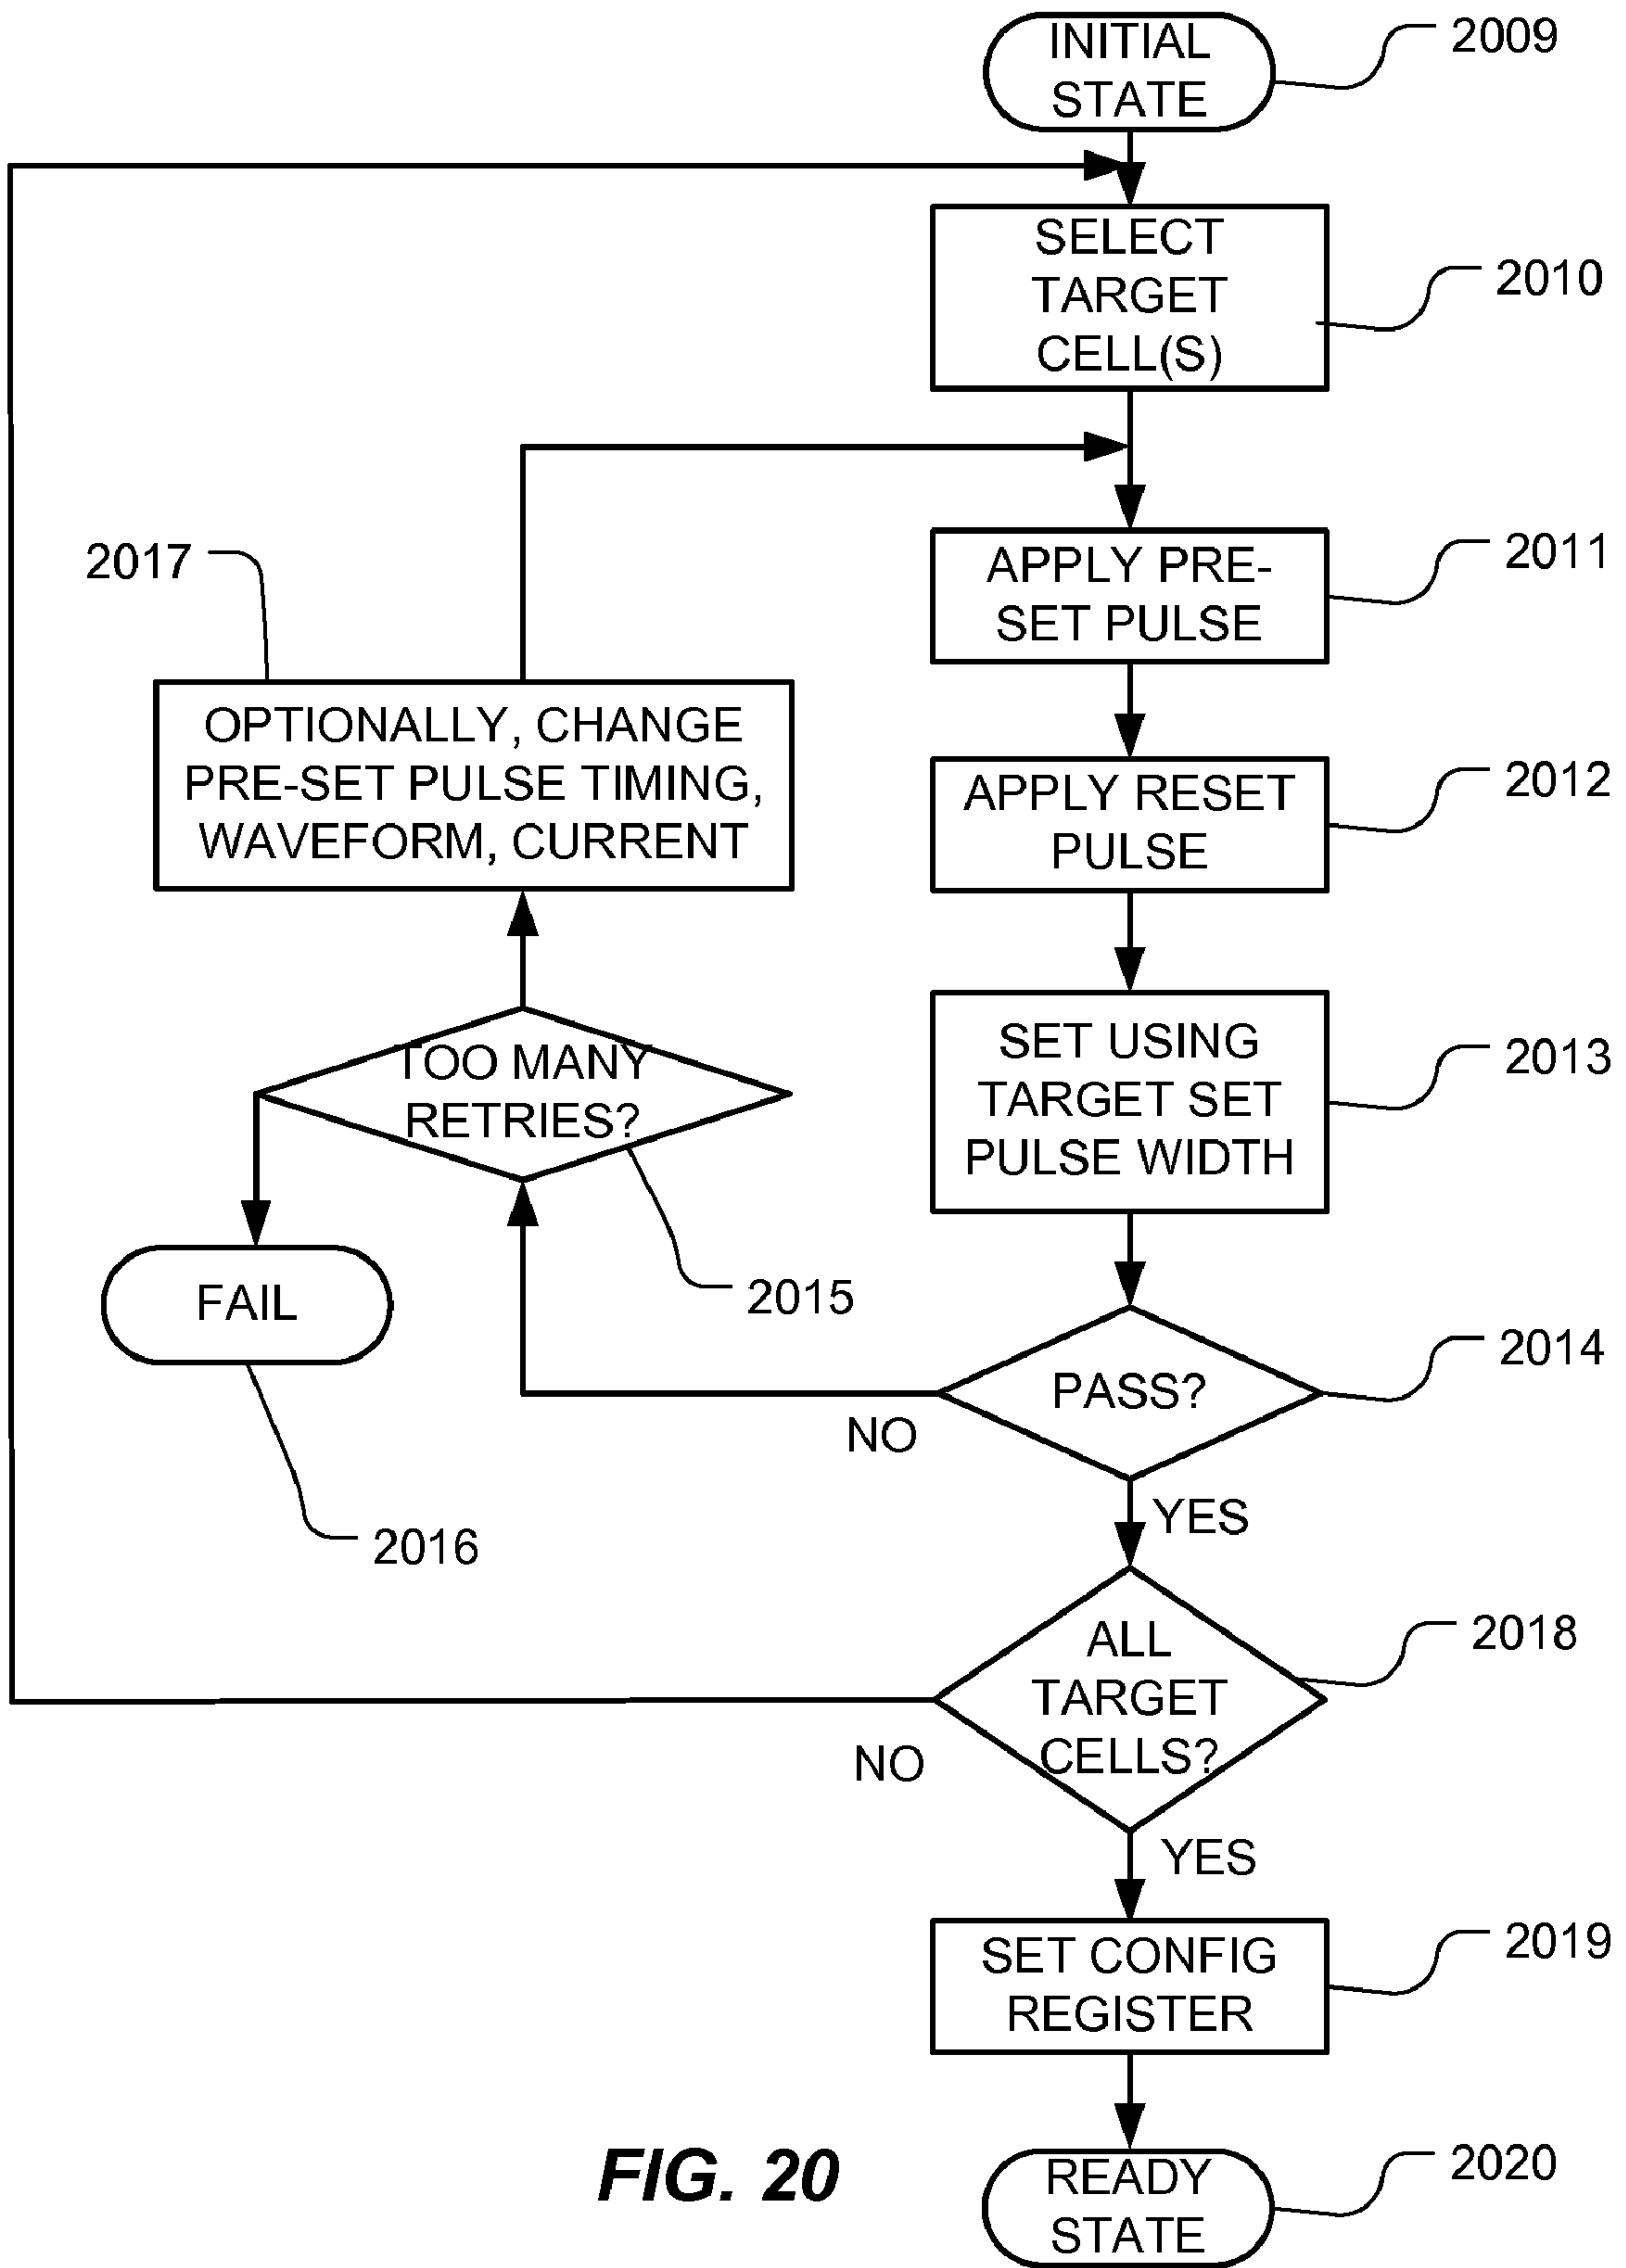 INITIAL
STATE
2009
SELECT
TARGET
CELL(S)
2010
APPLY PRE-
SET PULSE
2011
2017
OPTIONALLY, CHANGE
PRE-SET PULSE TIMING,
WAVEFORM, CURRENT
APPLY RESET
PULSE
2012
SET USING
TARGET SET
PULSE WIDTH
2013
TOO MANY
RETRIES?
2015
FAIL
2016
PASS?
2014
NO
YES
ALL
TARGET
CELLS?
2018
NO
YES
SET CONFIG
REGISTER
2019
READY
STATE
2020
FIG. 20